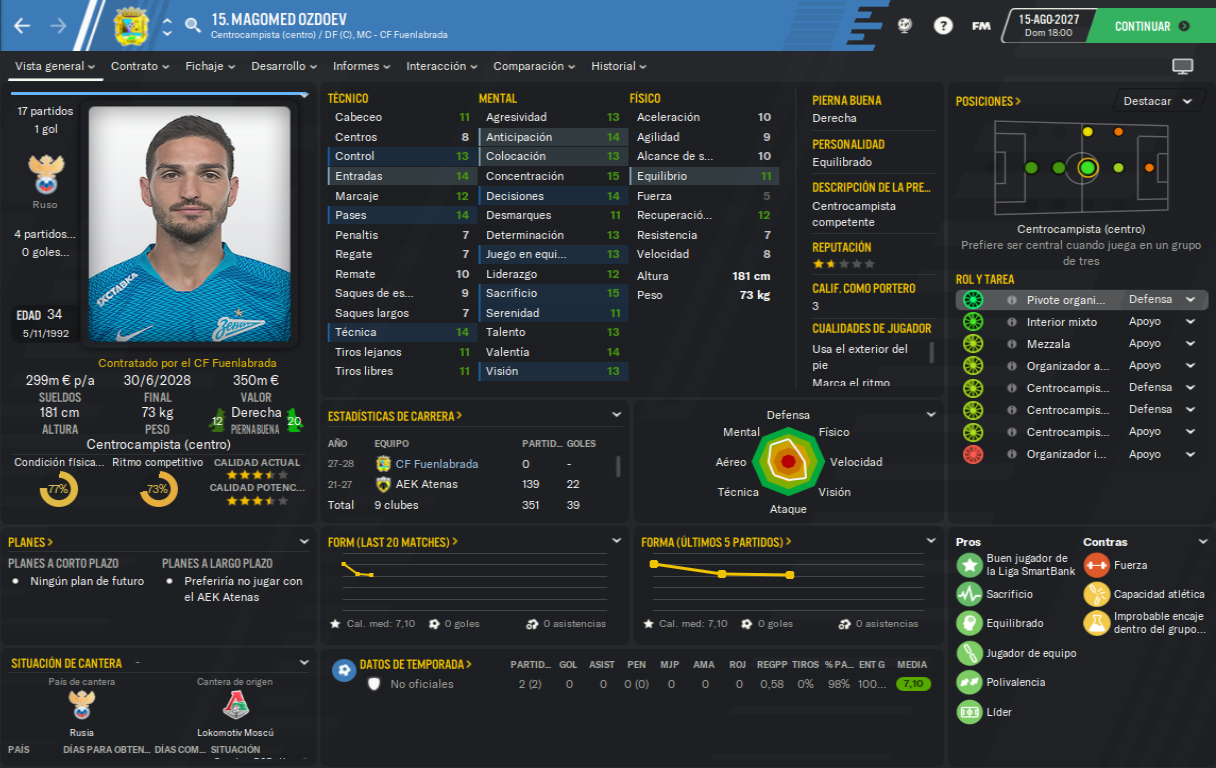 15. MAGOMED OZDOEV
Centrocampista (centro) / DF (C), MC - CF Fuenlabrada
?
FM
15-AGO-2027
Dom 18:00
CONTINUAR
Vista general
Contrato
Fichaje
Desarrollo
Informes
Interacción
Comparación
Historial
17 partidos
1 gol
Ruso
4 partidos...
0 goles...
EDAD 34
5/11/1992
Contratado por el CF Fuenlabrada
299m € p/a
SUELDOS
30/6/2028
FINAL
350m €
VALOR
181 cm
ALTURA
73 kg
PESO
12
Derecha
PIERNA BUENA
20
Centrocampista (centro)
Condición física...
77%
Ritmo competitivo
73%
CALIDAD ACTUAL
CALIDAD POTENC...
TÉCNICO
Cabeceo 11
Centros 8
Control 13
Entradas 14
Marcaje 12
Pases 14
Penaltis 7
Regate 7
Remate 10
Saques de es... 9
Saques largos 7
Técnica 14
Tiros lejanos 11
Tiros libres 11
MENTAL
Agresividad 13
Anticipación 14
Colocación 13
Concentración 15
Decisiones 14
Desmarques 11
Determinación 13
Juego en equi... 13
Liderazgo 12
Sacrificio 15
Serenidad 11
Talento 13
Valentía 14
Visión 13
FÍSICO
Aceleración 10
Agilidad 9
Alcance de s... 10
Equilibrio 11
Fuerza 5
Recuperació... 12
Resistencia 7
Velocidad 8
Altura 181 cm
Peso 73 kg
PIERNA BUENA
Derecha
PERSONALIDAD
Equilibrado
DESCRIPCIÓN DE LA PRE...
Centrocampista
competente
REPUTACIÓN
CALIF. COMO PORTERO
3
CUALIDADES DE JUGADOR
Usa el exterior del
pie
Marca el ritmo
POSICIONES >
Destacar
Centrocampista (centro)
Prefiere ser central cuando juega en un grupo
de tres
ROL Y TAREA
Pivote organi... Defensa
Interior mixto Apoyo
Mezzala Apoyo
Organizador a... Apoyo
Centrocampis... Defensa
Centrocampis... Defensa
Centrocampis... Apoyo
Organizador i... Apoyo
ESTADÍSTICAS DE CARRERA >
AÑO EQUIPO PARTID... GOLES
27-28 CF Fuenlabrada 0 -
21-27 AEK Atenas 139 22
Total 9 clubes 351 39
Defensa
Mental
Físico
Aéreo
Velocidad
Técnica
Visión
Ataque
PLANES >
PLANES A CORTO PLAZO
Ningún plan de futuro
PLANES A LARGO PLAZO
Preferiría no jugar con
el AEK Atenas
FORM (LAST 20 MATCHES) >
Cal. med: 7,10
0 goles
0 asistencias
FORMA (ÚLTIMOS 5 PARTIDOS) >
Cal. med: 7,10
0 goles
0 asistencias
Pros
Buen jugador de
la Liga SmartBank
Sacrificio
Equilibrado
Jugador de equipo
Polivalencia
Líder
Contras
Fuerza
Capacidad atlética
Improbable encaje
dentro del grupo...
SITUACIÓN DE CANTERA -
País de cantera
Rusia
Cantera de origen
Lokomotiv Moscú
PAÍS DÍAS PARA OBTEN... DÍAS COM... SITUACIÓN
DATOS DE TEMPORADA > PARTID... GOL ASIST PEN MJP AMA ROJ REGPP TIROS % PA... ENT G MEDIA
No oficiales 2 (2) 0 0 0 (0) 0 0 0 0,58 0% 98% 100... 7,10